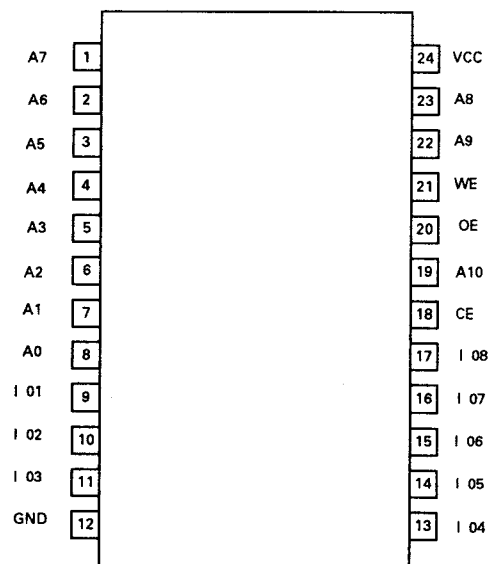 A7 1 24 VCC
A6 2 23 A8
A5 3 22 A9
A4 4 21 WE
A3 5 20 OE
A2 6 19 A10
A1 7 18 CE
A0 8 17 I 08
I 01 9 16 I 07
I 02 10 15 I 06
I 03 11 14 I 05
GND 12 13 I 04